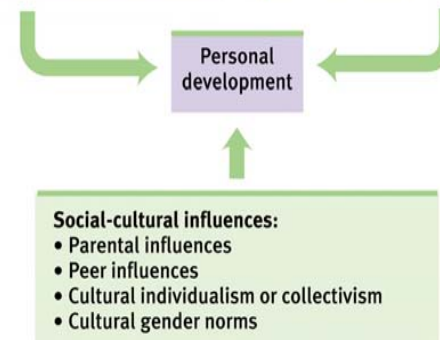 Personal
development
Social-cultural influences:
• Parental influences
• Peer influences
• Cultural individualism or collectivism
• Cultural gender norms